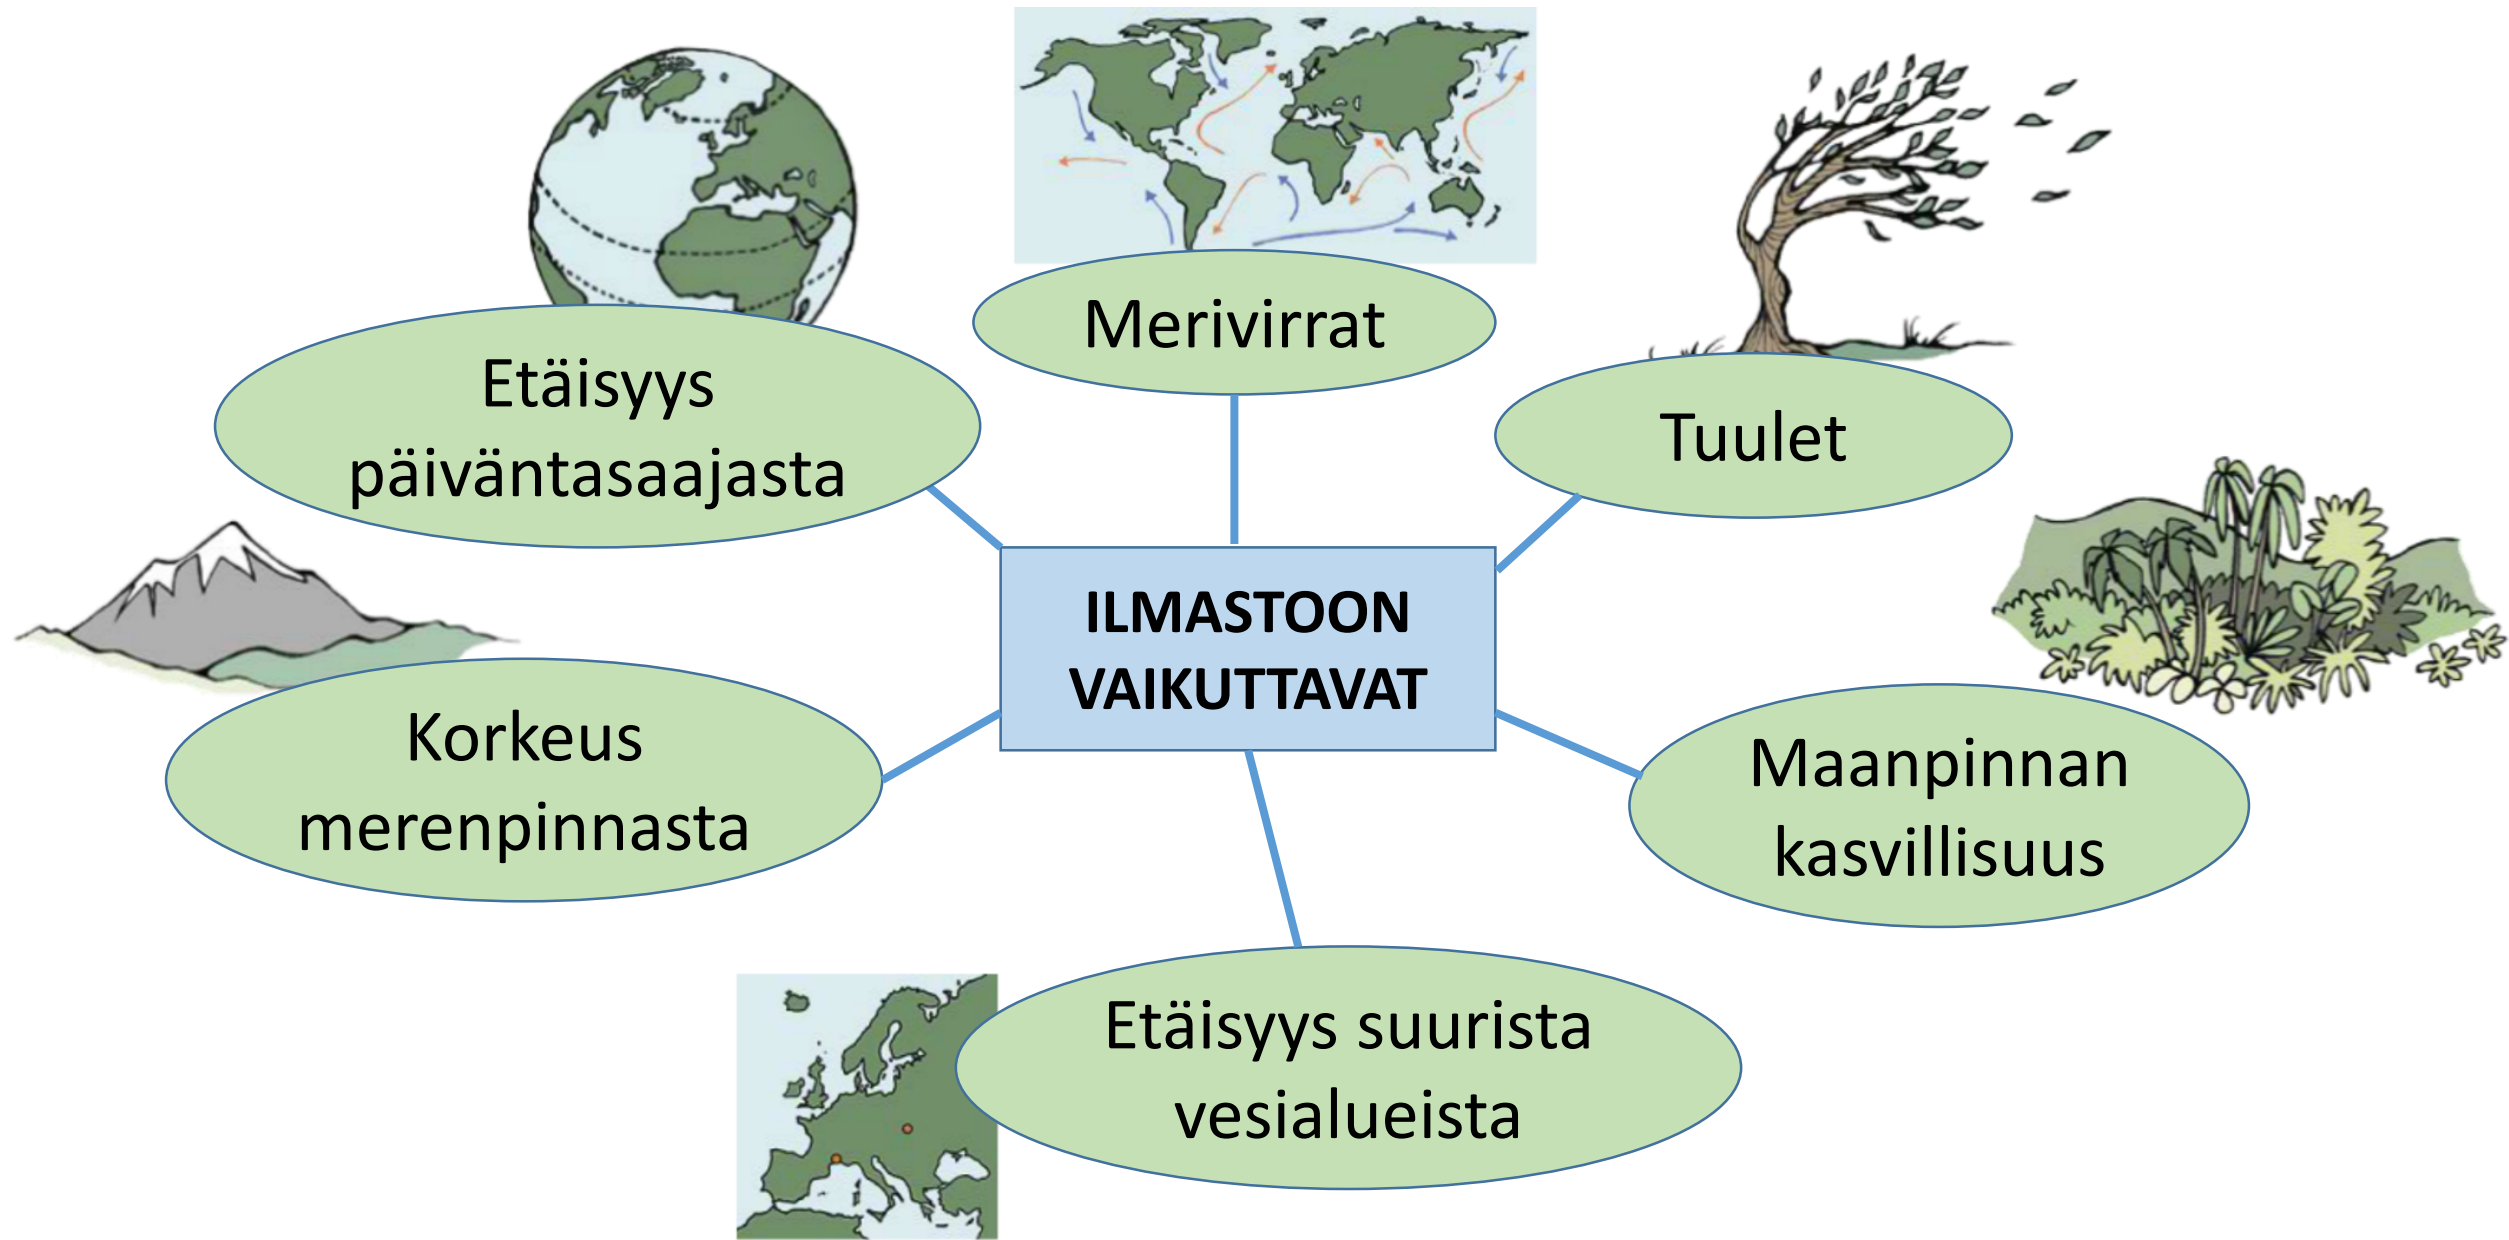 Merivirrat
Etäisyys
päiväntasaajasta
Tuulet
ILMASTOON
VAIKUTTAVAT
Korkeus
merenpinnasta
Maanpinnan
kasvillisuus
Etäisyys suurista
vesialueista